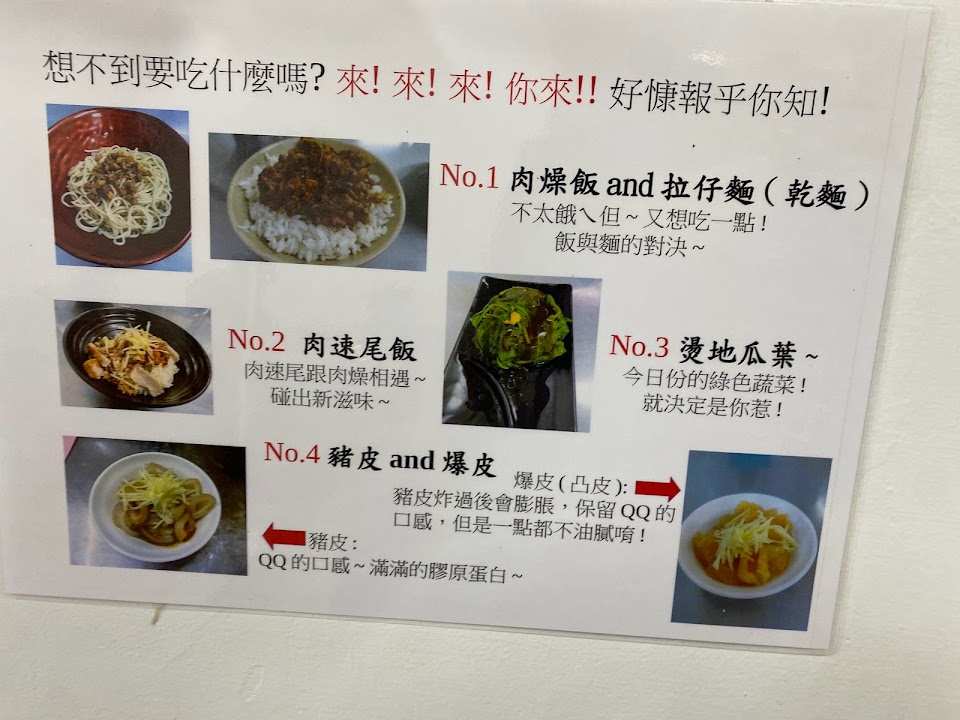 想不到要吃什麼嗎? 來! 來! 來! 你來!! 好慷報乎你知!
No.1 肉燥飯 and 拉仔麵 ( 乾麵 )
不太餓ㄟ但 ~ 又想吃一點 !
飯與麵的對決 ~
No.2 肉速尾飯
肉速尾跟肉燥相遇 ~
碰出新滋味 ~
No.3 燙地瓜葉 ~
今日份的綠色蔬菜 !
就決定是你惹 !
No.4 豬皮 and 爆皮
爆皮 ( 凸皮 ):
豬皮炸過後會膨脹，保留 QQ 的
口感，但是一點都不油膩唷 !
豬皮 :
QQ 的口感 ~ 滿滿的膠原蛋白 ~